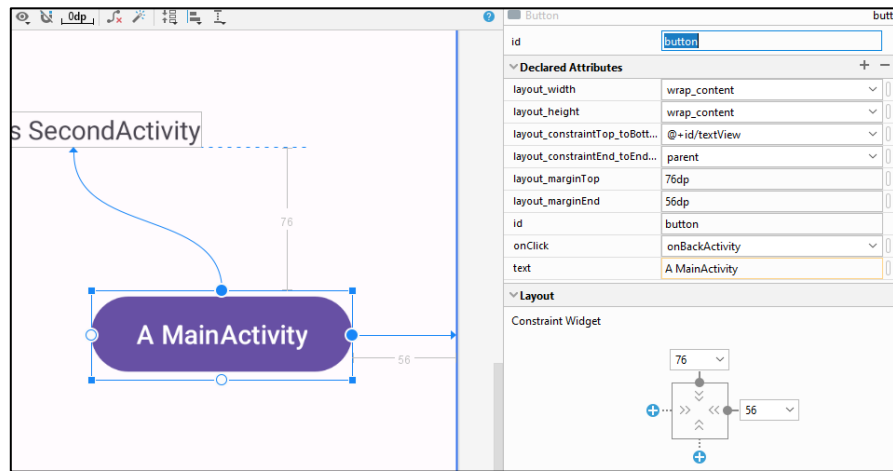 0dp
Button
butt
s SecondActivity
76
A MainActivity
56
id
button
Declared Attributes
layout_width
wrap_content
layout_height
wrap_content
layout_constraintTop_toBott...
@+id/textView
layout_constraintEnd_toEnd...
parent
layout_marginTop
76dp
layout_marginEnd
56dp
id
button
onClick
onBackActivity
text
A MainActivity
Layout
Constraint Widget
76
56